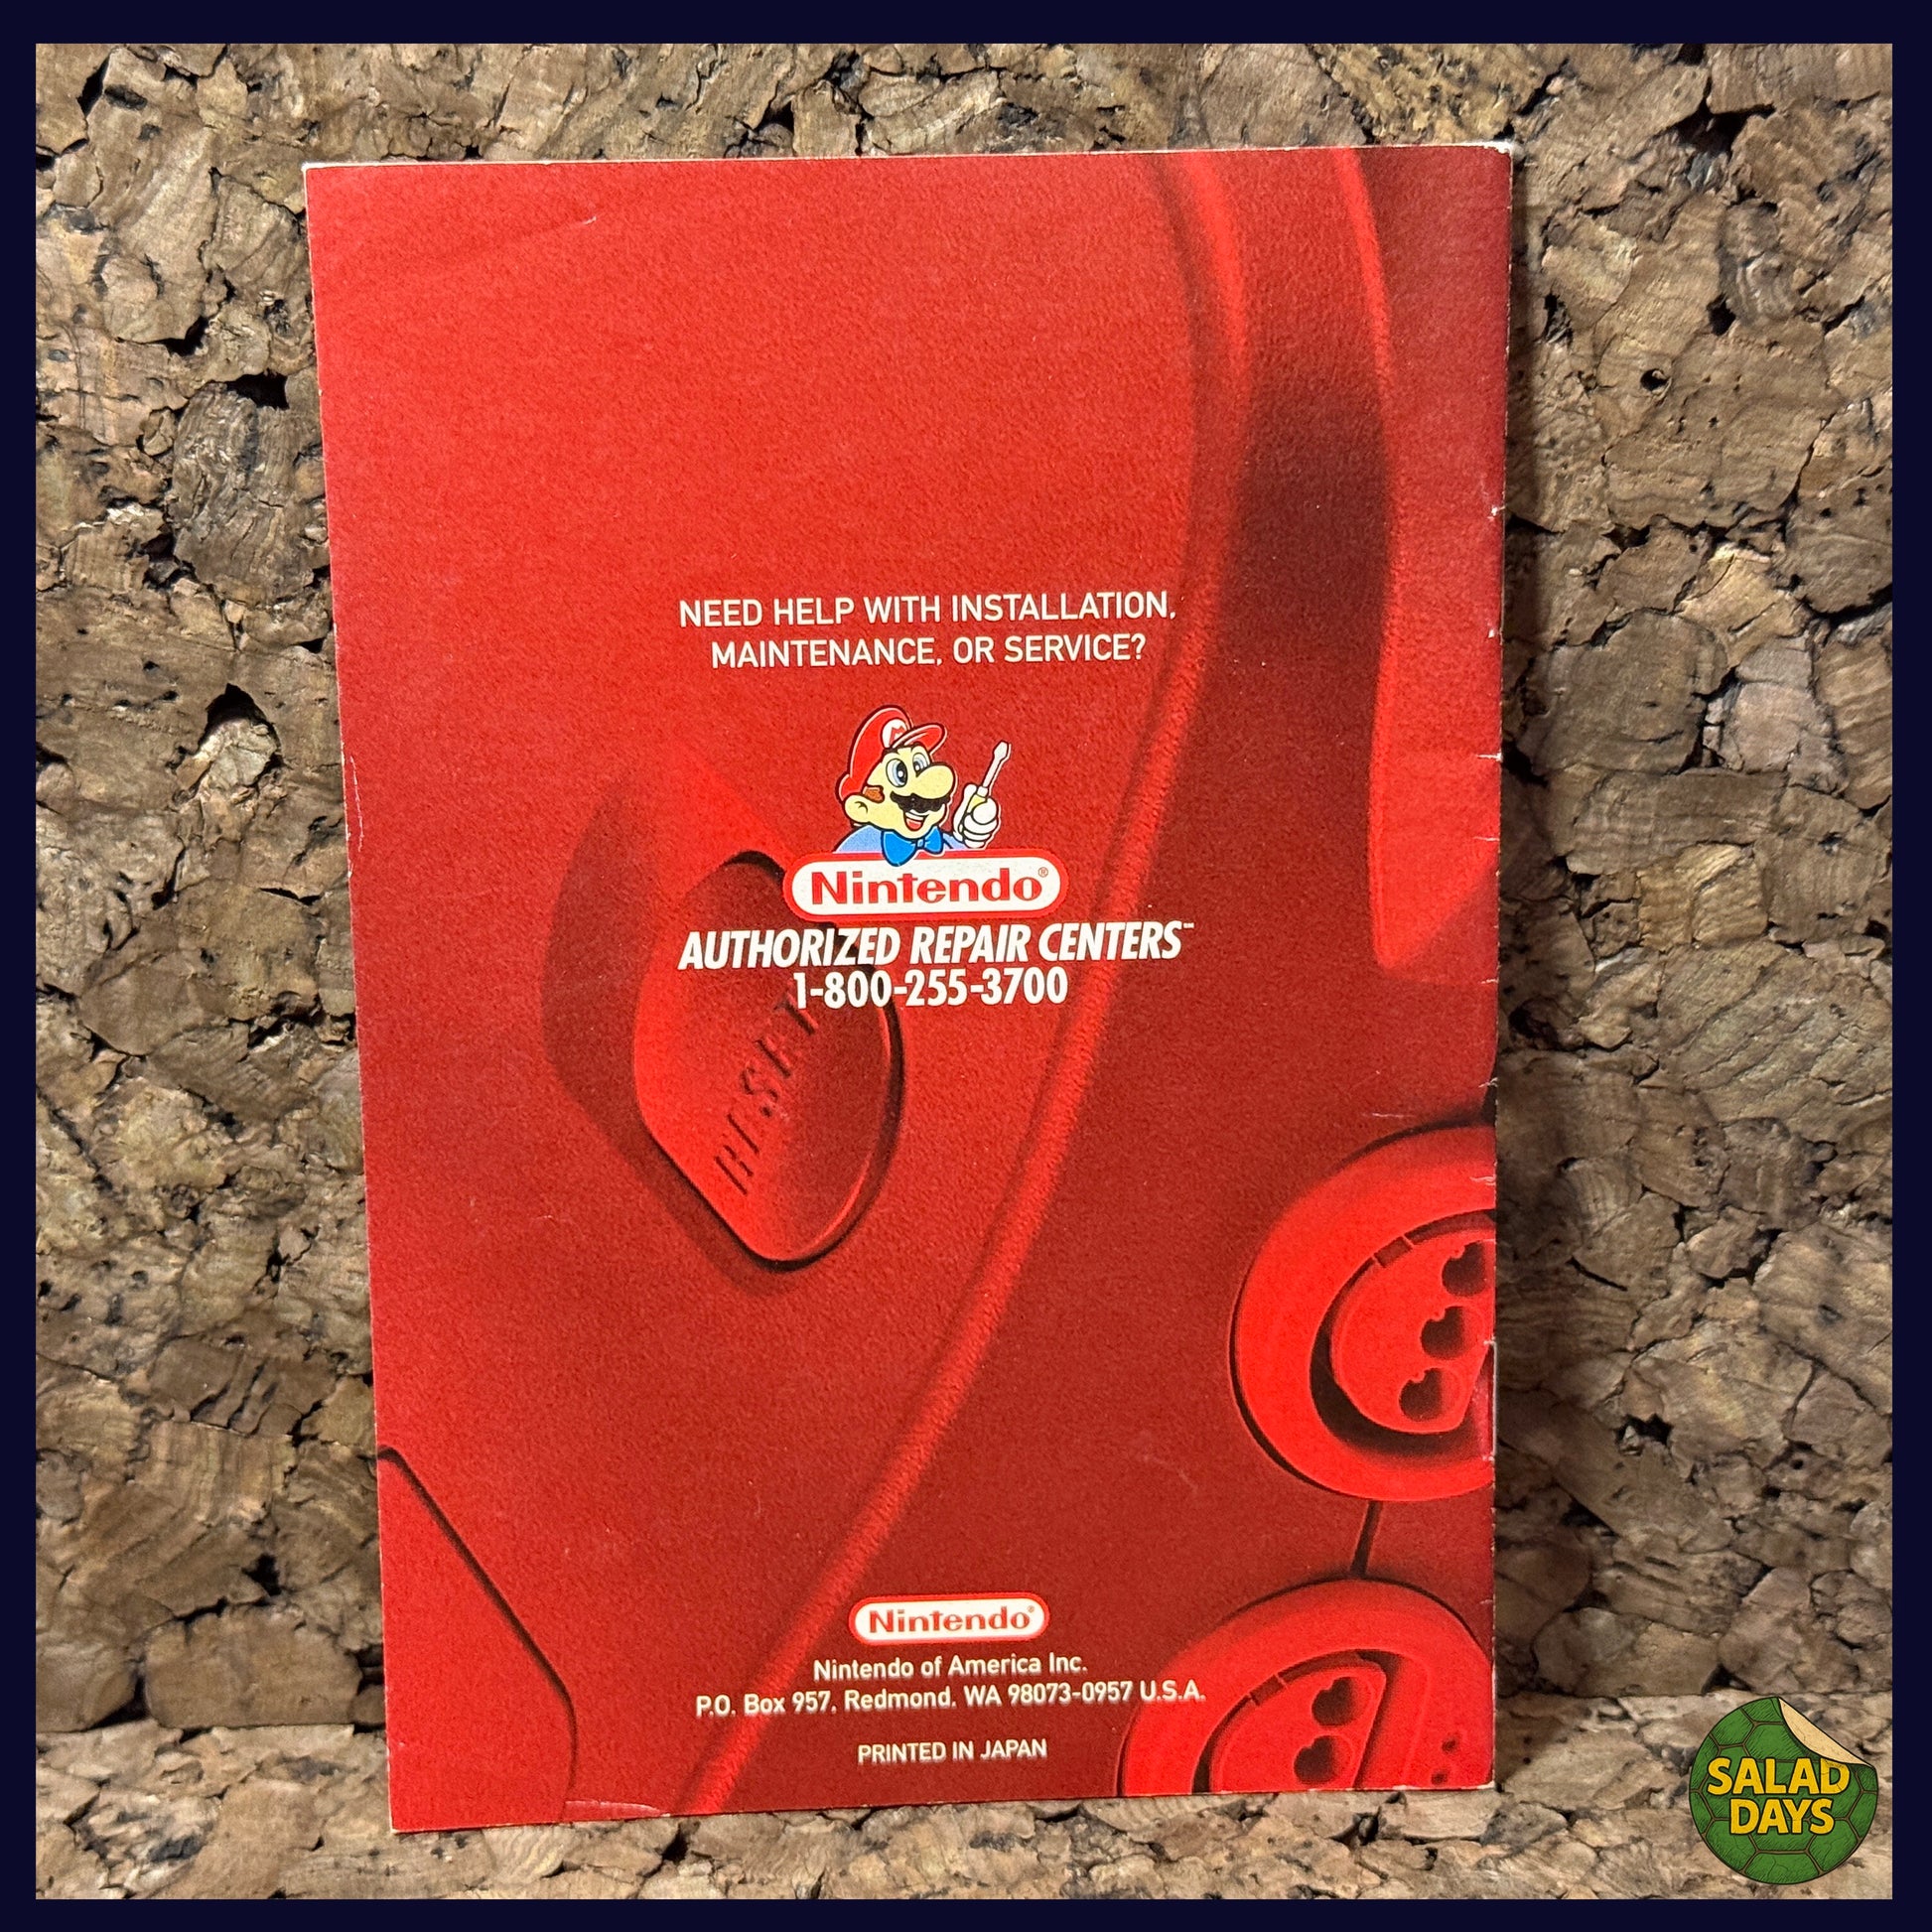 NEED HELP WITH INSTALLATION,
MAINTENANCE, OR SERVICE?
Nintendo®
AUTHORIZED REPAIR CENTERS℠
1-800-255-3700
RESET
Nintendo®
Nintendo of America Inc.
P.O. Box 957, Redmond, WA 98073-0957 U.S.A.
PRINTED IN JAPAN
SALAD
DAYS